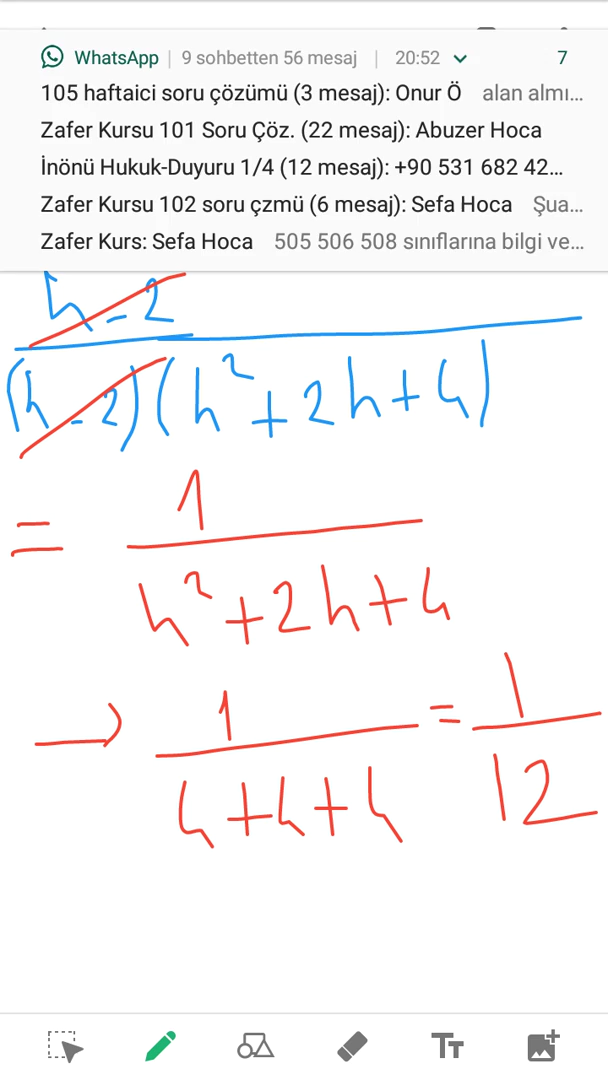 WhatsApp | 9 sohbetten 56 mesaj | 20:52 7
105 haftaici soru çözümü (3 mesaj): Onur Ö alan almı...
Zafer Kursu 101 Soru Çöz. (22 mesaj): Abuzer Hoca
İnönü Hukuk-Duyuru 1/4 (12 mesaj): +90 531 682 42...
Zafer Kursu 102 soru çzmü (6 mesaj): Sefa Hoca Şua...
Zafer Kurs: Sefa Hoca 505 506 508 sınıflarına bilgi ve...
h-2
(h-2)(h²+2h+4)
= 1
h²+2h+4
→ 1 = 1
4+4+4 12
Tт